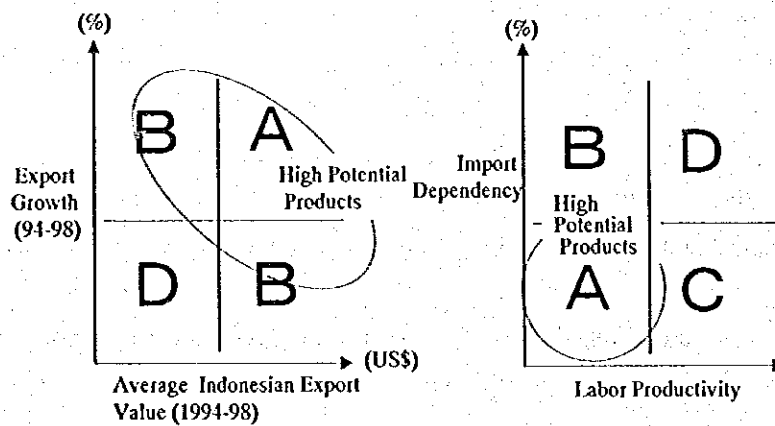 (%)
B
A
High Potential
Products
Export
Growth
(94-98)
D
B
(US$)
Average Indonesian Export
Value (1994-98)
(%)
B
D
Import
Dependency
High
Potential
Products
A
C
Labor Productivity